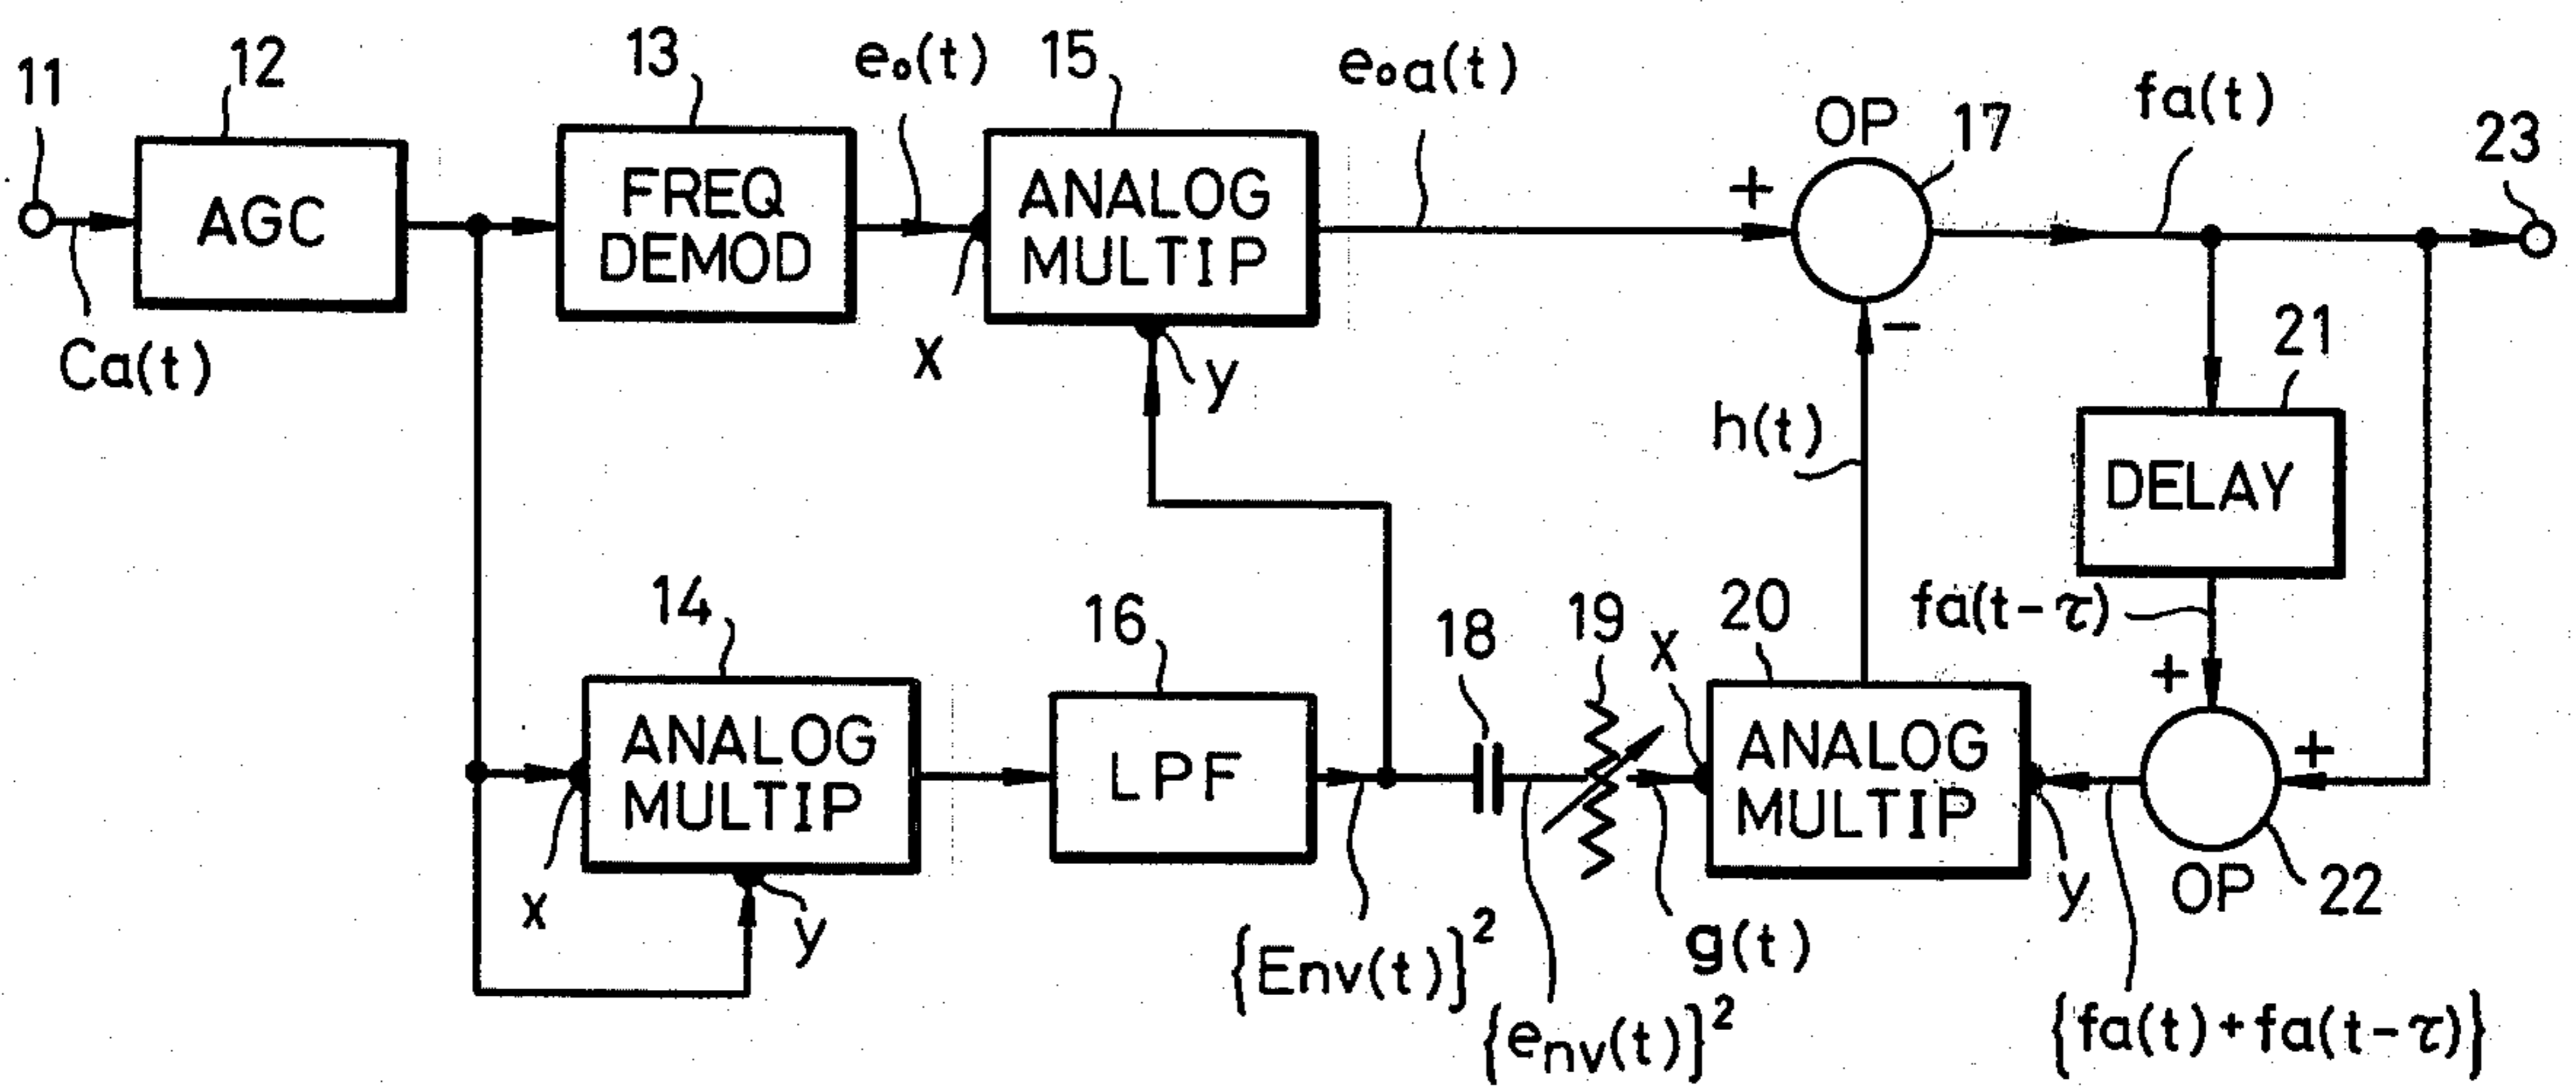 11
12
13
e₀(t)
15
e₀a(t)
OP
17
fa(t)
23
AGC
FREQ
DEMOD
ANALOG
MULTIP
+
Ca(t)
x
y
−
21
h(t)
DELAY
14
16
18
19
x
20
fa(t-τ)
+
+
ANALOG
MULTIP
LPF
ANALOG
MULTIP
x
y
{Env(t)}²
g(t)
y
OP
22
{env(t)}²
{fa(t)+fa(t-τ)}